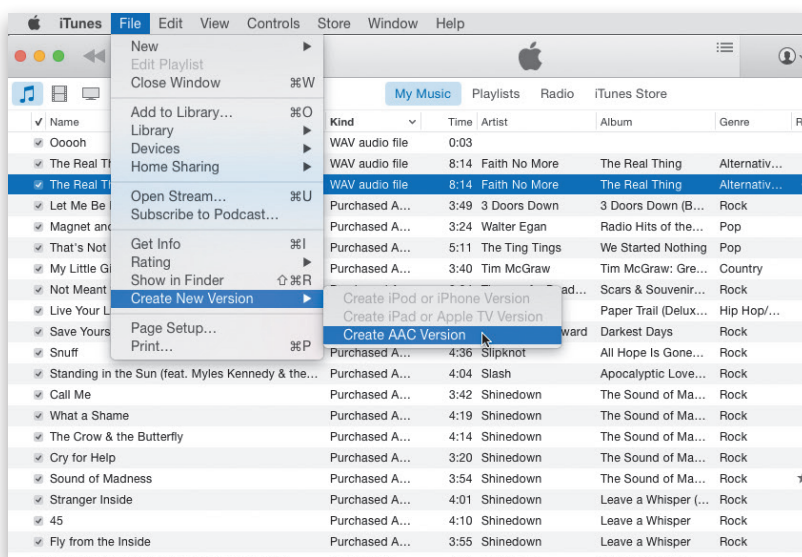 iTunes File Edit View Controls Store Window Help
New
Edit Playlist
Close Window ⌘W
Add to Library... ⌘O
Library
Devices
Home Sharing
Open Stream... ⌘U
Subscribe to Podcast...
Get Info ⌘I
Rating
Show in Finder ⇧⌘R
Create New Version
Page Setup...
Print... ⌘P
Create iPod or iPhone Version
Create iPad or Apple TV Version
Create AAC Version
My Music Playlists Radio iTunes Store
✓ Name Kind Time Artist Album Genre R
Ooooh WAV audio file 0:03
The Real Th WAV audio file 8:14 Faith No More The Real Thing Alternativ...
The Real Th WAV audio file 8:14 Faith No More The Real Thing Alternativ...
Let Me Be Purchased A... 3:49 3 Doors Down 3 Doors Down (B... Rock
Magnet and Purchased A... 3:24 Walter Egan Radio Hits of the... Pop
That's Not Purchased A... 5:11 The Ting Tings We Started Nothing Pop
My Little Gi Purchased A... 3:40 Tim McGraw Tim McGraw: Gre... Country
Not Meant ad... Scars & Souvenir... Rock
Live Your L Paper Trail (Delux... Hip Hop/...
Save Yours ward Darkest Days Rock
Snuff Purchased A... 4:36 Slipknot All Hope Is Gone... Rock
Standing in the Sun (feat. Myles Kennedy & the... Purchased A... 4:04 Slash Apocalyptic Love... Rock
Call Me Purchased A... 3:42 Shinedown The Sound of Ma... Rock
What a Shame Purchased A... 4:19 Shinedown The Sound of Ma... Rock
The Crow & the Butterfly Purchased A... 4:14 Shinedown The Sound of Ma... Rock
Cry for Help Purchased A... 3:20 Shinedown The Sound of Ma... Rock
Sound of Madness Purchased A... 3:54 Shinedown The Sound of Ma... Rock
Stranger Inside Purchased A... 4:01 Shinedown Leave a Whisper (... Rock
45 Purchased A... 4:10 Shinedown Leave a Whisper Rock
Fly from the Inside Purchased A... 3:55 Shinedown Leave a Whisper Rock